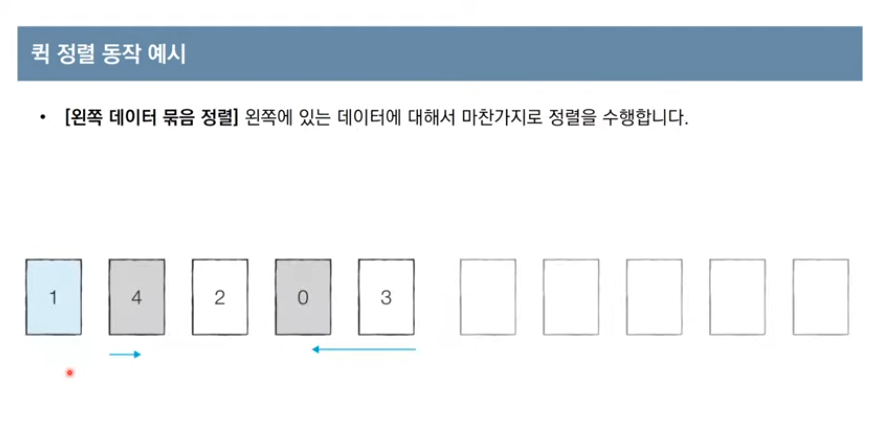 퀵 정렬 동작 예시
• [왼쪽 데이터 묶음 정렬] 왼쪽에 있는 데이터에 대해서 마찬가지로 정렬을 수행합니다.
1 4 2 0 3